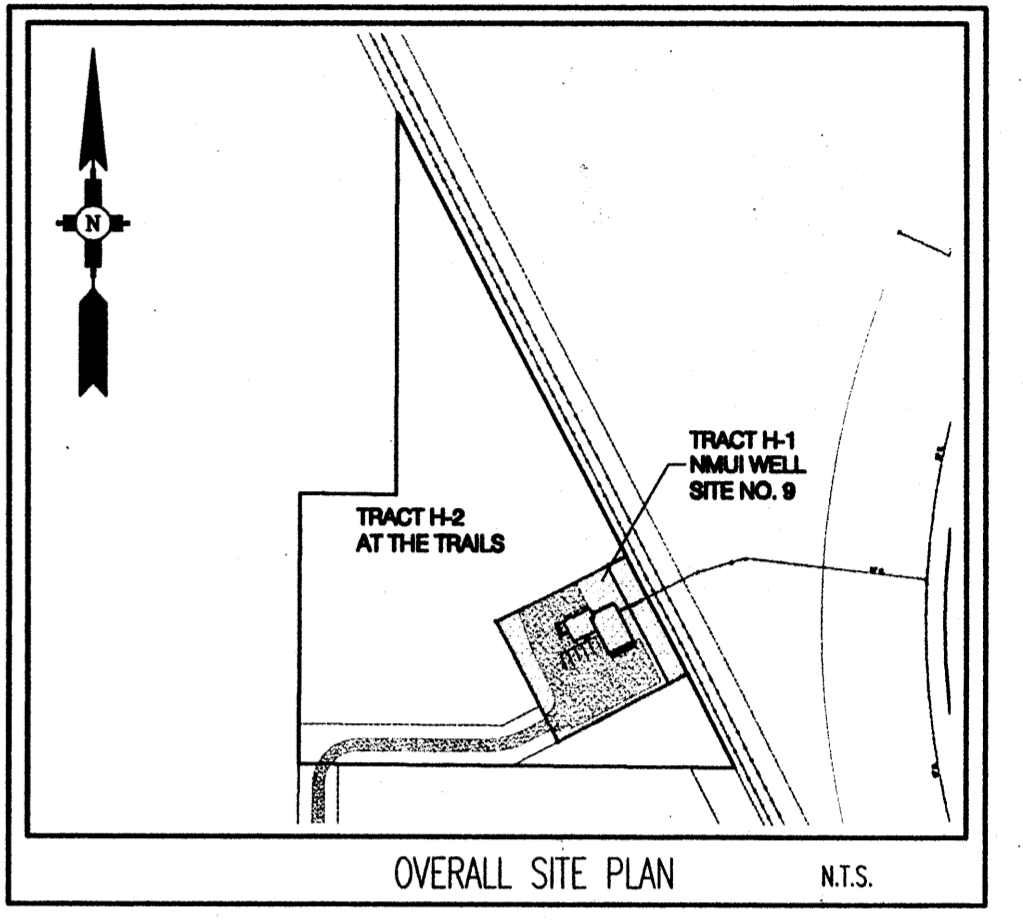 N
TRACT H-1
NMUI WELL
SITE NO. 9
TRACT H-2
AT THE TRAILS
OVERALL SITE PLAN
N.T.S.